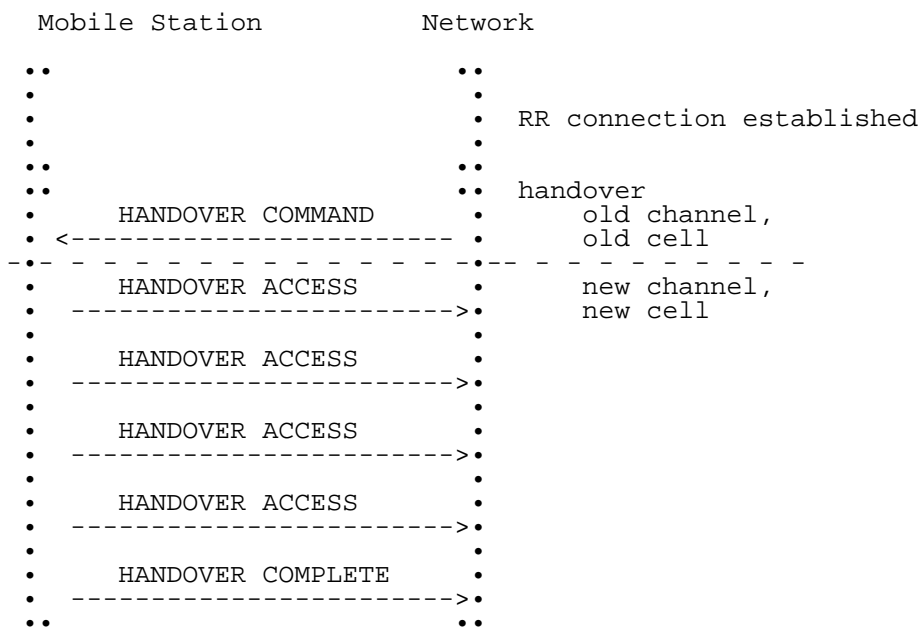 Mobile Station Network
RR connection established
handover
HANDOVER COMMAND old channel,
old cell
HANDOVER ACCESS new channel,
new cell
HANDOVER ACCESS
HANDOVER ACCESS
HANDOVER ACCESS
HANDOVER COMPLETE